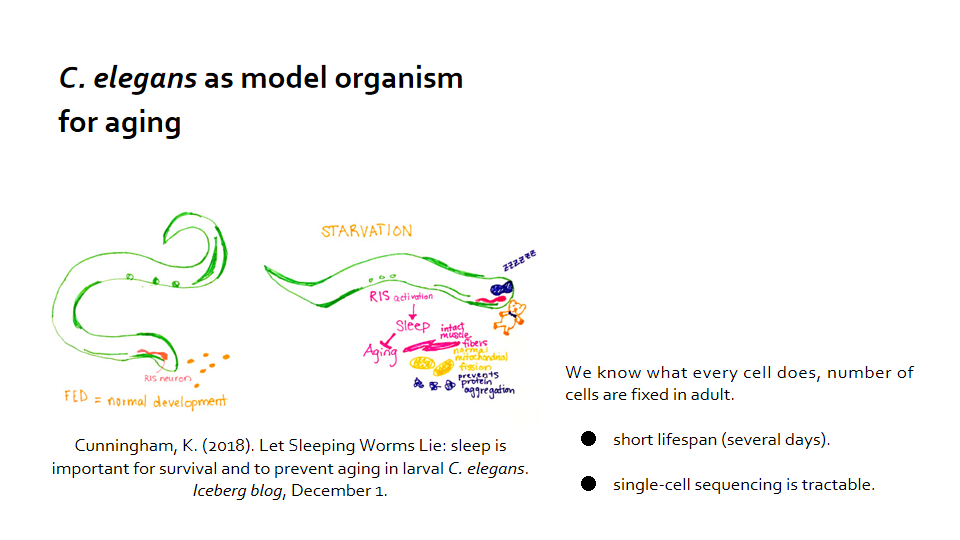 C. elegans as model organism
for aging
STARVATION
zzzzzz
RIS activation
Sleep
Aging
intact
muscle
fibers
normal
mitochondrial
fission
prevents
protein
aggregation
RIS neuron
FED = normal development
We know what every cell does, number of
cells are fixed in adult.
● short lifespan (several days).
● single-cell sequencing is tractable.
Cunningham, K. (2018). Let Sleeping Worms Lie: sleep is
important for survival and to prevent aging in larval C. elegans.
Iceberg blog, December 1.